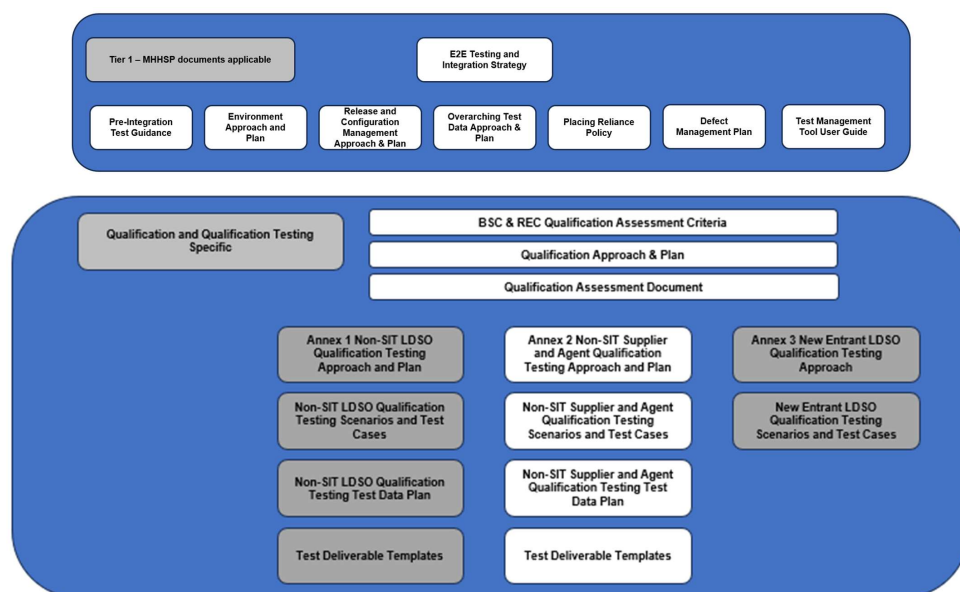 Tier 1 – MHHSP documents applicable
E2E Testing and
Integration Strategy
Pre-Integration
Test Guidance
Environment
Approach and
Plan
Release and
Configuration
Management
Approach & Plan
Overarching Test
Data Approach &
Plan
Placing Reliance
Policy
Defect
Management Plan
Test Management
Tool User Guide
Qualification and Qualification Testing
Specific
BSC & REC Qualification Assessment Criteria
Qualification Approach & Plan
Qualification Assessment Document
Annex 1 Non-SIT LDSO
Qualification Testing
Approach and Plan
Annex 2 Non-SIT Supplier
and Agent Qualification
Testing Approach and Plan
Annex 3 New Entrant LDSO
Qualification Testing
Approach
Non-SIT LDSO Qualification
Testing Scenarios and Test
Cases
Non-SIT Supplier and Agent
Qualification Testing
Scenarios and Test Cases
New Entrant LDSO
Qualification Testing
Scenarios and Test Cases
Non-SIT LDSO Qualification
Testing Test Data Plan
Non-SIT Supplier and Agent
Qualification Testing Test
Data Plan
Test Deliverable Templates
Test Deliverable Templates